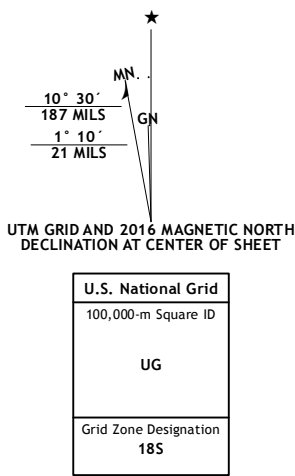 MN
GN
10° 30´
187 MILS
1° 10´
21 MILS
UTM GRID AND 2016 MAGNETIC NORTH
DECLINATION AT CENTER OF SHEET
U.S. National Grid
100,000-m Square ID
UG
Grid Zone Designation
18S